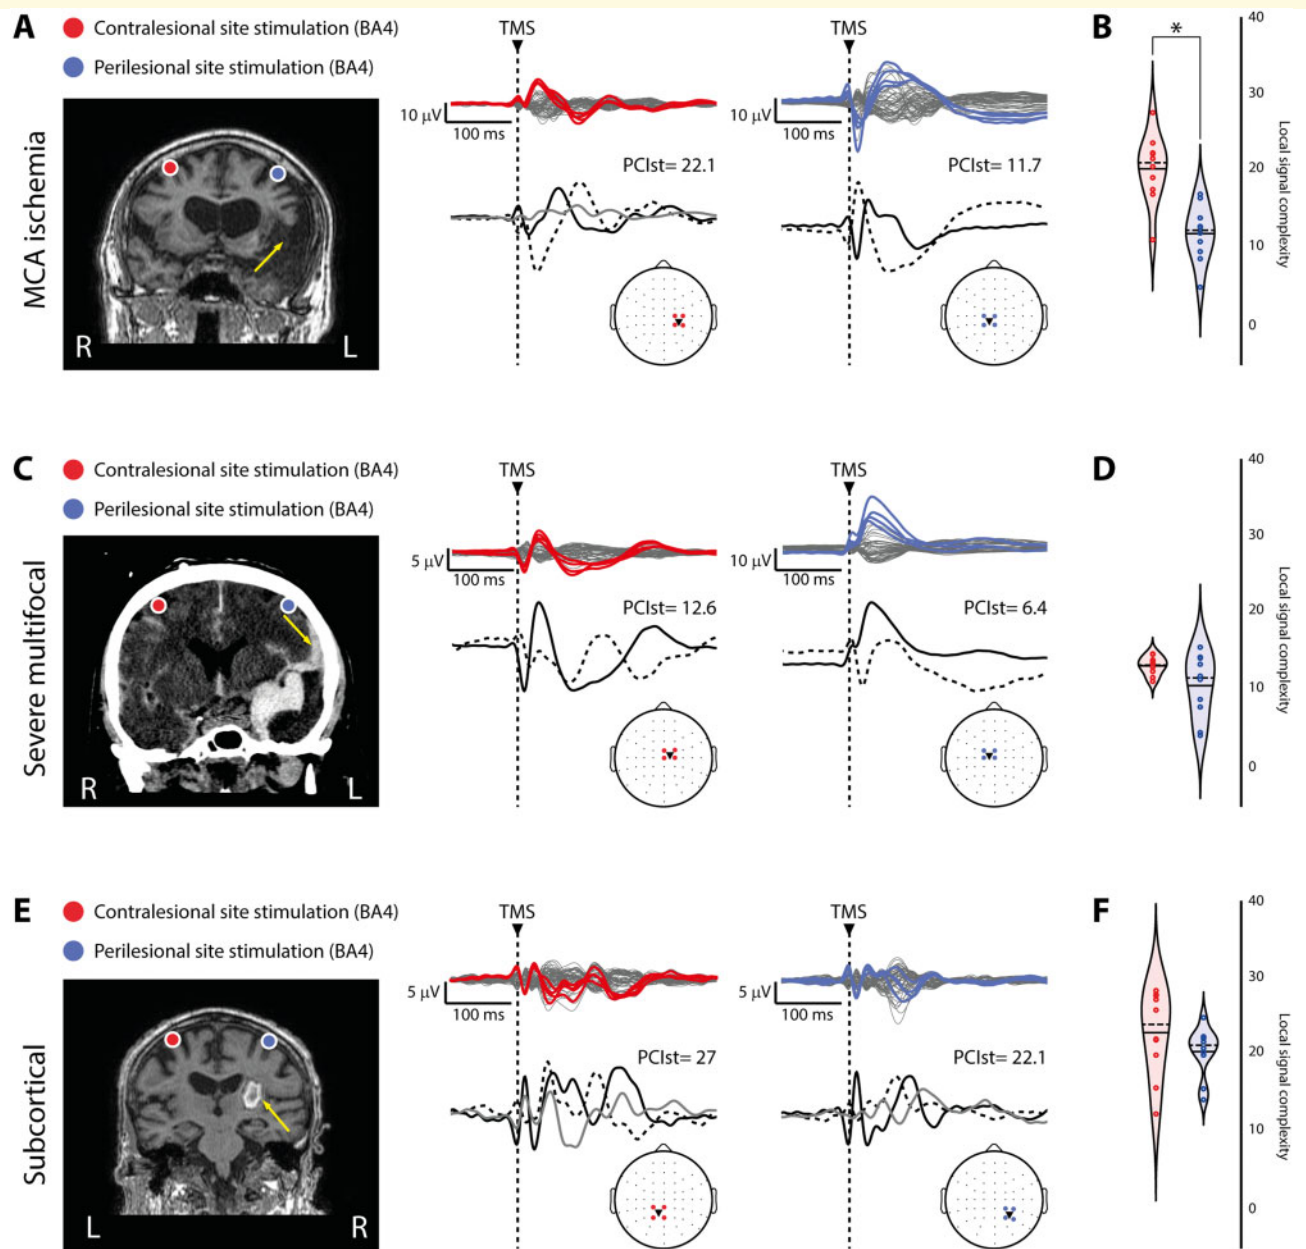 A
Contralesional site stimulation (BA4)
Perilesional site stimulation (BA4)
MCA ischemia
R
L
TMS
10 μV
100 ms
PCIst= 22.1
TMS
10 μV
100 ms
PCIst= 11.7
B
*
40
30
20
10
0
Local signal complexity
C
Contralesional site stimulation (BA4)
Perilesional site stimulation (BA4)
Severe multifocal
R
L
TMS
5 μV
100 ms
PCIst= 12.6
TMS
10 μV
100 ms
PCIst= 6.4
D
40
30
20
10
0
Local signal complexity
E
Contralesional site stimulation (BA4)
Perilesional site stimulation (BA4)
Subcortical
L
R
TMS
5 μV
100 ms
PCIst= 27
TMS
5 μV
100 ms
PCIst= 22.1
F
40
30
20
10
0
Local signal complexity